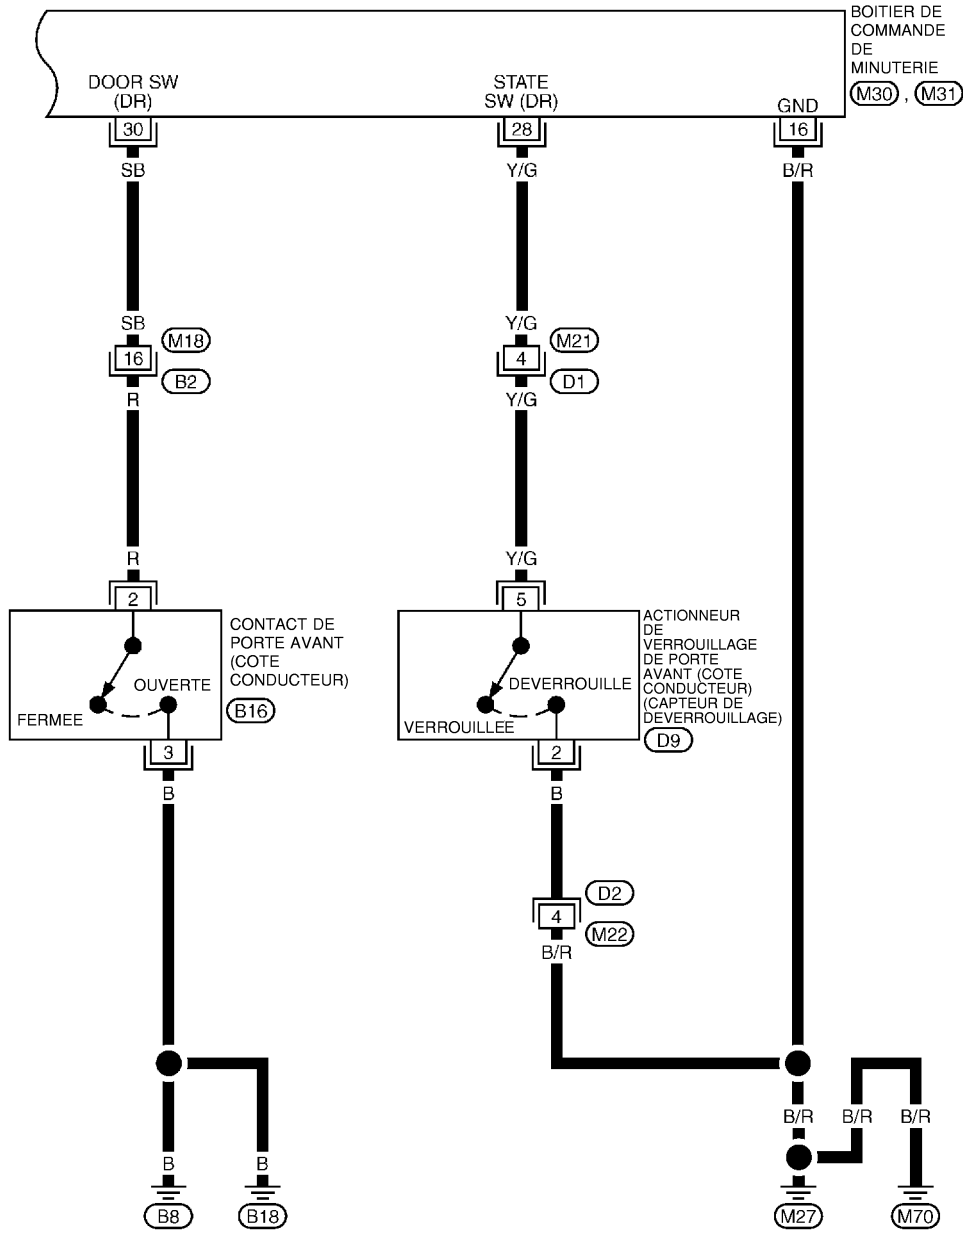 BOITIER DE
COMMANDE
DE
MINUTERIE
M30 , M31
DOOR SW
(DR)
STATE
SW (DR)
GND
30
28
16
SB
Y/G
B/R
SB
Y/G
M18
M21
16
4
B2
D1
R
Y/G
R
Y/G
2
5
CONTACT DE
PORTE AVANT
(COTE
CONDUCTEUR)
B16
OUVERTE
FERMEE
ACTIONNEUR
DE
VERROUILLAGE
DE PORTE
AVANT (COTE
CONDUCTEUR)
(CAPTEUR DE
DEVERROUILLAGE)
D9
DEVERROUILLE
VERROUILLEE
3
2
B
B
D2
4
M22
B/R
B/R
B/R
B/R
B
B
B8
B18
M27
M70